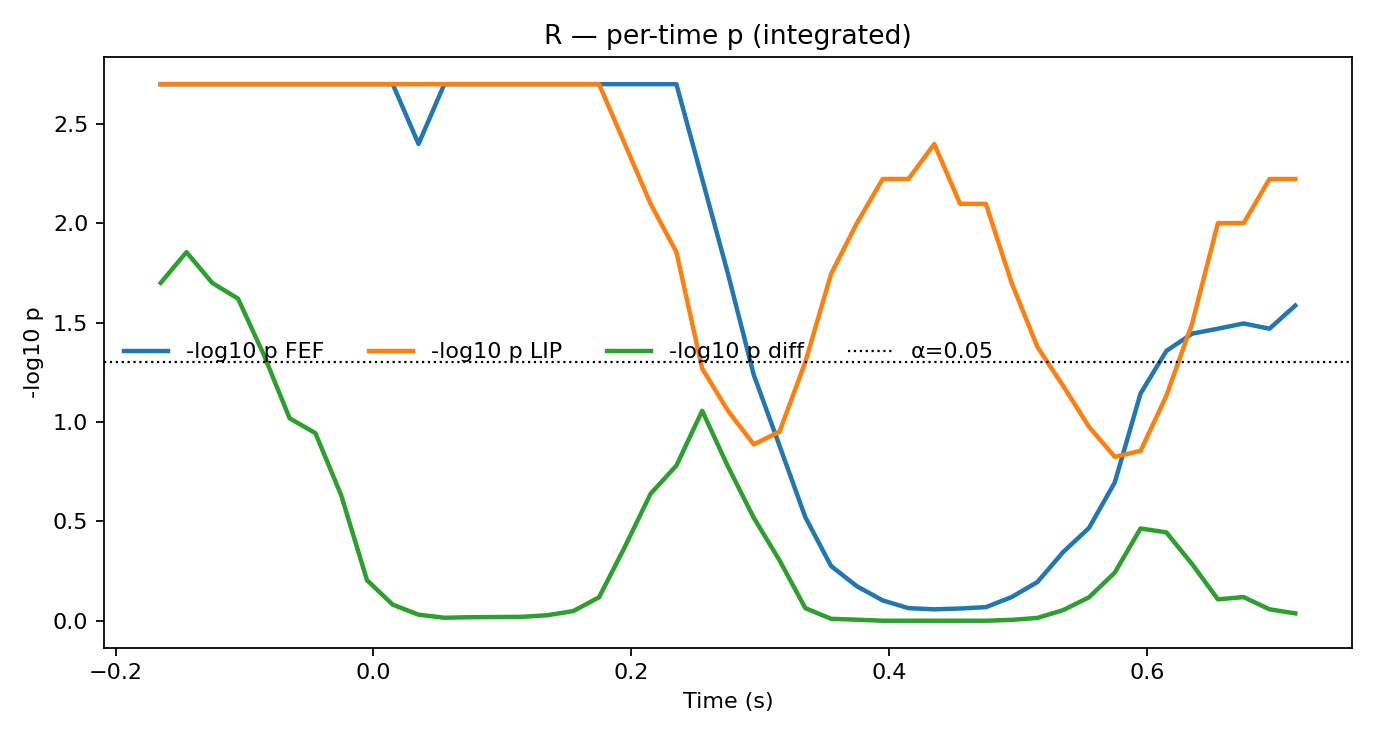 R — per-time p (integrated)
-log10 p
2.5
2.0
1.5
1.0
0.5
0.0
-log10 p FEF -log10 p LIP -log10 p diff α=0.05
−0.2 0.0 0.2 0.4 0.6
Time (s)